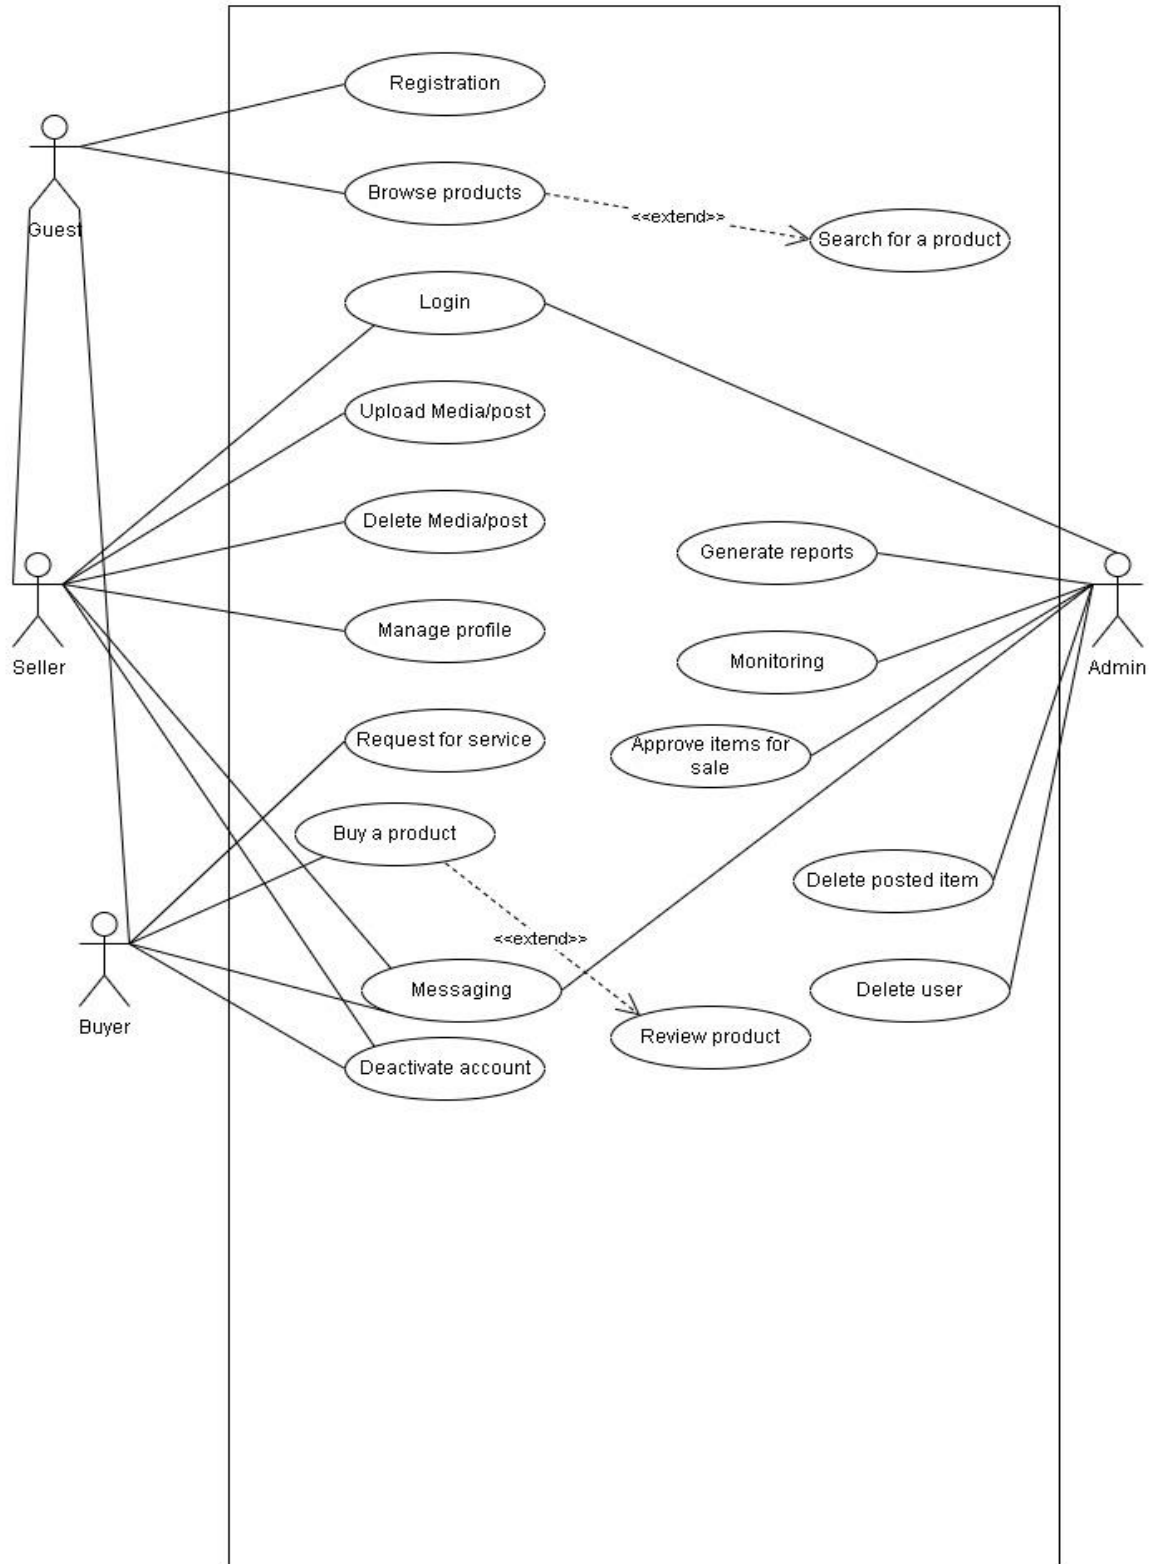 Registration
Guest
Browse products
<<extend>>
Search for a product
Login
Upload Media/post
Delete Media/post
Generate reports
Seller
Manage profile
Monitoring
Admin
Request for service
Approve items for
sale
Buy a product
Delete posted item
<<extend>>
Buyer
Messaging
Delete user
Review product
Deactivate account